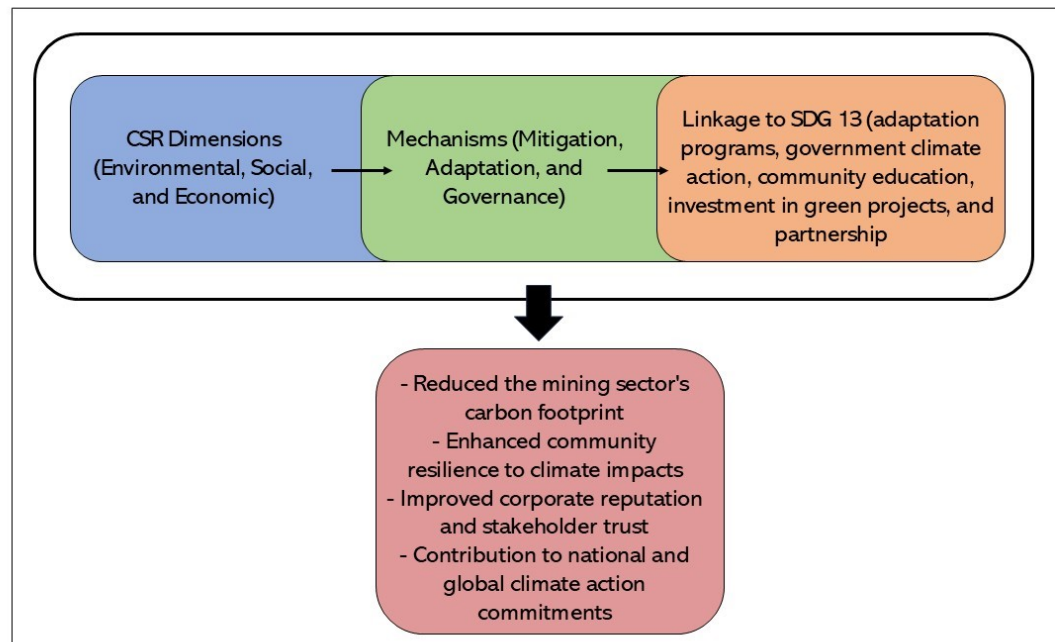 CSR Dimensions
(Environmental, Social,
and Economic)
Mechanisms (Mitigation,
Adaptation, and
Governance)
Linkage to SDG 13 (adaptation
programs, government climate
action, community education,
investment in green projects, and
partnership
- Reduced the mining sector's
carbon footprint
- Enhanced community
resilience to climate impacts
- Improved corporate reputation
and stakeholder trust
- Contribution to national and
global climate action
commitments